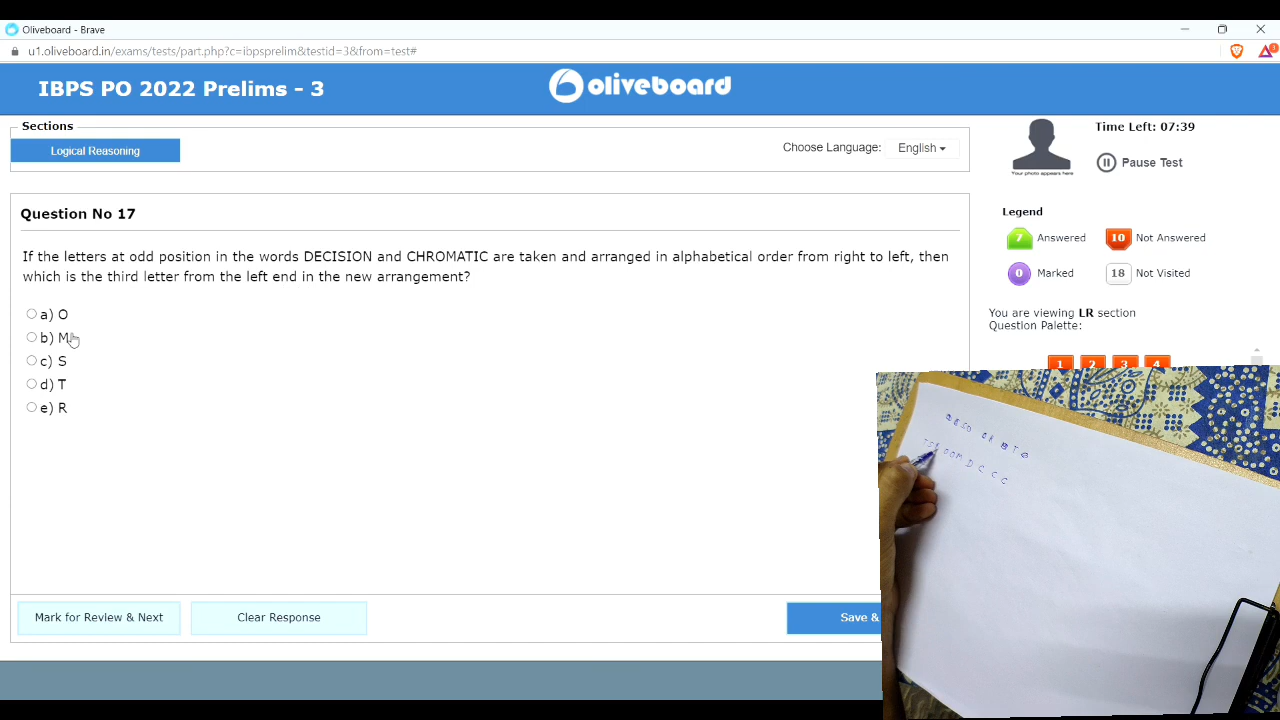 Oliveboard - Brave
u1.oliveboard.in/exams/tests/part.php?c=ibpsprelim&testid=3&from=test#
IBPS PO 2022 Prelims - 3
oliveboard
Sections
Logical Reasoning
Choose Language: English
Time Left: 07:39
Your photo appears here
Pause Test
Question No 17
Legend
7 Answered 10 Not Answered
0 Marked 18 Not Visited
If the letters at odd position in the words DECISION and CHROMATIC are taken and arranged in alphabetical order from right to left, then
which is the third letter from the left end in the new arrangement?
a) O
b) M
c) S
d) T
e) R
You are viewing LR section
Question Palette:
1 2 3 4
Mark for Review & Next
Clear Response
Save &